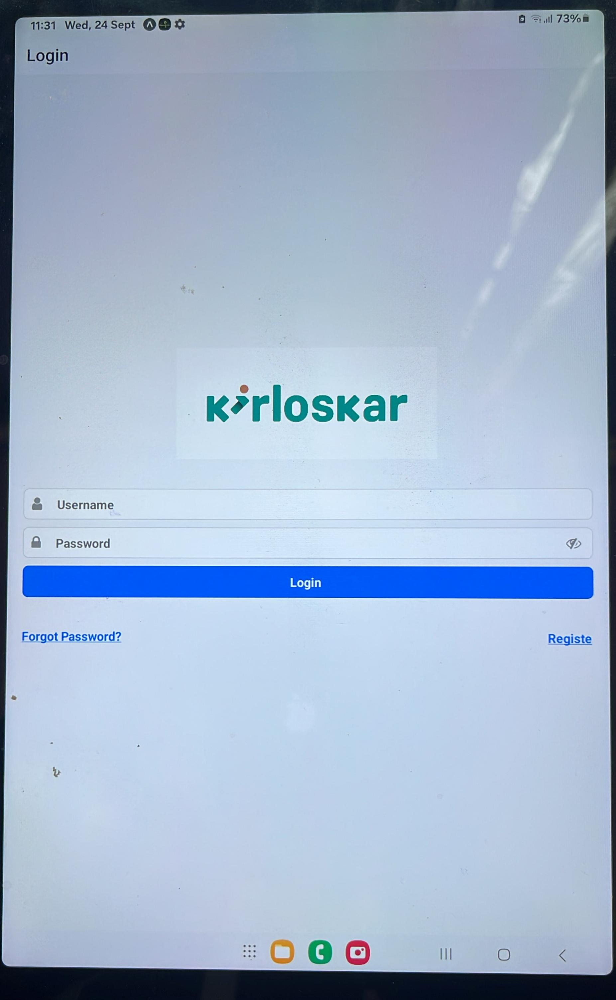 11:31 Wed, 24 Sept 73%
Login
kirloskar
Username
Password
Login
Forgot Password? Registe